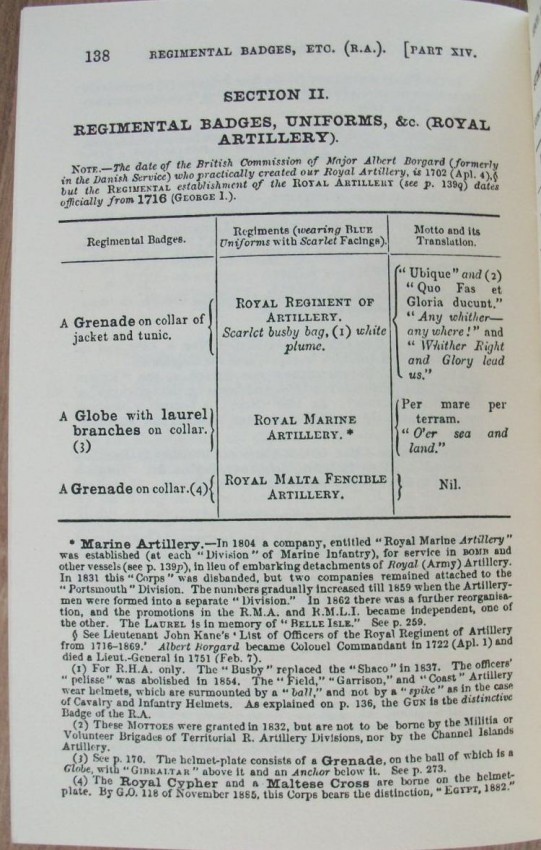 138 REGIMENTAL BADGES, ETC. (R.A.). [PART XIV.
SECTION II.
REGIMENTAL BADGES, UNIFORMS, &c. (ROYAL
ARTILLERY).
NOTE.—The date of the British Commission of Major Albert Borgard (formerly
in the Danish Service) who practically created our Royal Artillery, is 1702 (Apl. 4),§
but the REGIMENTAL establishment of the ROYAL ARTILLERY (see p. 139q) dates
officially from 1716 (GEORGE I.).
Regimental Badges.
Regiments (wearing BLUE
Uniforms with Scarlet Facings).
Motto and its
Translation.
A Grenade on collar of
jacket and tunic.
ROYAL REGIMENT OF
ARTILLERY.
Scarlet busby bag, (1) white
plume.
"Ubique" and (2)
"Quo Fas et
Gloria ducunt."
"Any whither—
any where!" and
"Whither Right
and Glory lead
us."
A Globe with laurel
branches on collar.
(3)
ROYAL MARINE
ARTILLERY. *
Per mare per
terram.
"O'er sea and
land."
A Grenade on collar.(4)
ROYAL MALTA FENCIBLE
ARTILLERY.
Nil.
* Marine Artillery.—In 1804 a company, entitled "Royal Marine Artillery"
was established (at each "Division" of Marine Infantry), for service in BOMB and
other vessels (see p. 139p), in lieu of embarking detachments of Royal (Army) Artillery.
In 1831 this "Corps" was disbanded, but two companies remained attached to the
"Portsmouth" Division. The numbers gradually increased till 1859 when the Artillery-
men were formed into a separate "Division." In 1862 there was a further reorganisa-
tion, and the promotions in the R.M.A. and R.M.L.I. became independent, one of
the other. The LAUREL is in memory of "BELLE ISLE." See p. 259.
§ See Lieutenant John Kane's 'List of Officers of the Royal Regiment of Artillery
from 1716-1869.' Albert Borgard became Colonel Commandant in 1722 (Apl. 1) and
died a Lieut.-General in 1751 (Feb. 7).
(1) For R.H.A. only. The "Busby" replaced the "Shaco" in 1837. The officers'
"pelisse" was abolished in 1854. The "Field," "Garrison," and "Coast" Artillery
wear helmets, which are surmounted by a "ball," and not by a "spike" as in the case
of Cavalry and Infantry Helmets. As explained on p. 136, the GUN is the distinctive
Badge of the RA.
(2) These MOTTOES were granted in 1832, but are not to be borne by the Militia or
Volunteer Brigades of Territorial R. Artillery Divisions, nor by the Channel Islands
Artillery.
(3) See p. 170. The helmet-plate consists of a Grenade, on the ball of which is a
Globe, with "GIBRALTAR" above it and an Anchor below it. See p. 273.
(4) The Royal Cypher and a Maltese Cross are borne on the helmet-
plate. By G.O. 118 of November 1885, this Corps bears the distinction, "EGYPT, 1882."